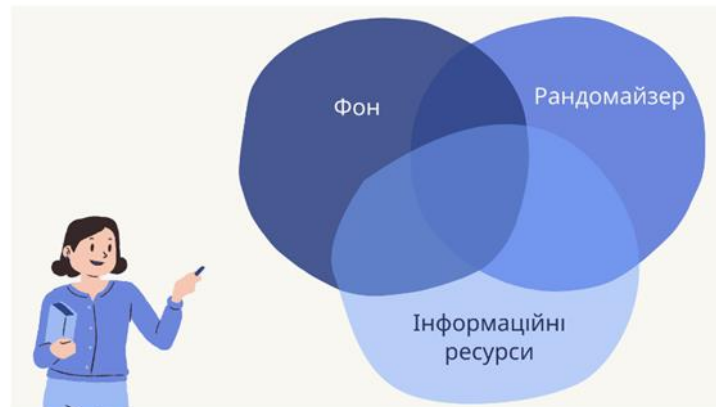 Фон
Рандомайзер
Інформаційні
ресурси